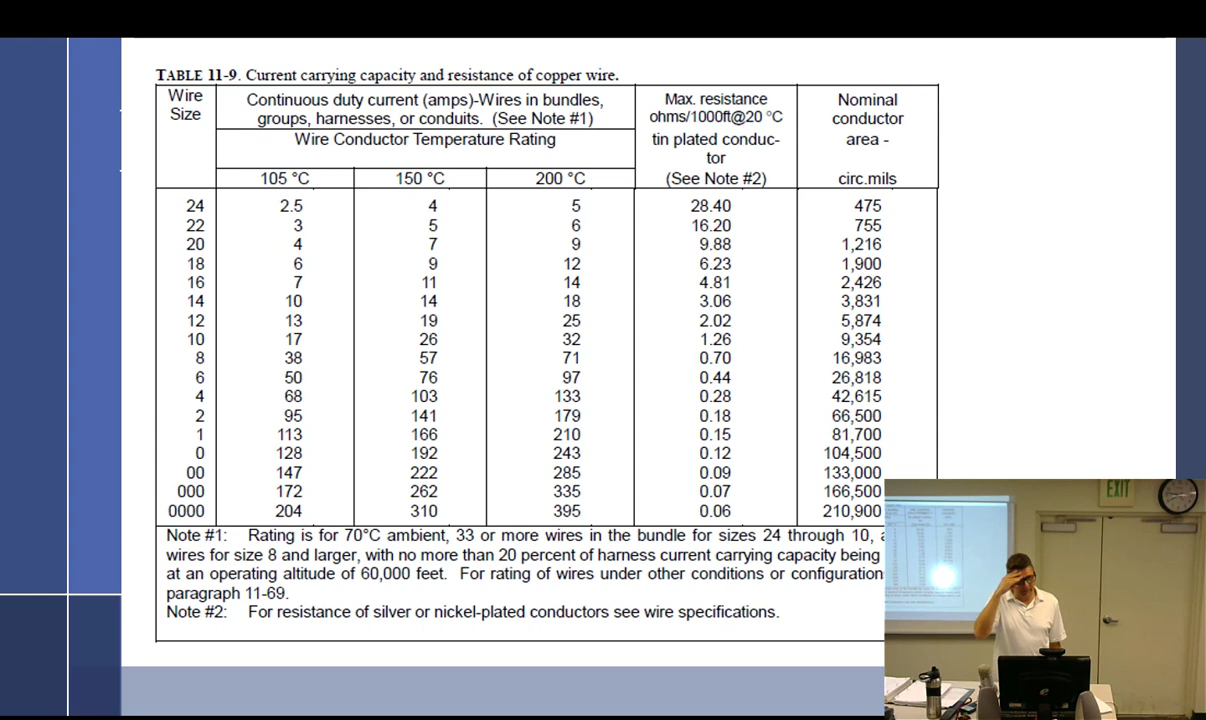 TABLE 11-9. Current carrying capacity and resistance of copper wire.
Wire Size
Continuous duty current (amps)-Wires in bundles,
groups, harnesses, or conduits. (See Note #1)
Wire Conductor Temperature Rating
Max. resistance
ohms/1000ft@20 °C
tin plated conduc-
tor
(See Note #2)
Nominal
conductor
area -
circ.mils
105 °C 150 °C 200 °C
24 2.5 4 5 28.40 475
22 3 5 6 16.20 755
20 4 7 9 9.88 1,216
18 6 9 12 6.23 1,900
16 7 11 14 4.81 2,426
14 10 14 18 3.06 3,831
12 13 19 25 2.02 5,874
10 17 26 32 1.26 9,354
8 38 57 71 0.70 16,983
6 50 76 97 0.44 26,818
4 68 103 133 0.28 42,615
2 95 141 179 0.18 66,500
1 113 166 210 0.15 81,700
0 128 192 243 0.12 104,500
00 147 222 285 0.09 133,000
000 172 262 335 0.07 166,500
0000 204 310 395 0.06 210,900
Note #1: Rating is for 70°C ambient, 33 or more wires in the bundle for sizes 24 through 10,
wires for size 8 and larger, with no more than 20 percent of harness current carrying capacity being
at an operating altitude of 60,000 feet. For rating of wires under other conditions or configuration
paragraph 11-69.
Note #2: For resistance of silver or nickel-plated conductors see wire specifications.
EXIT